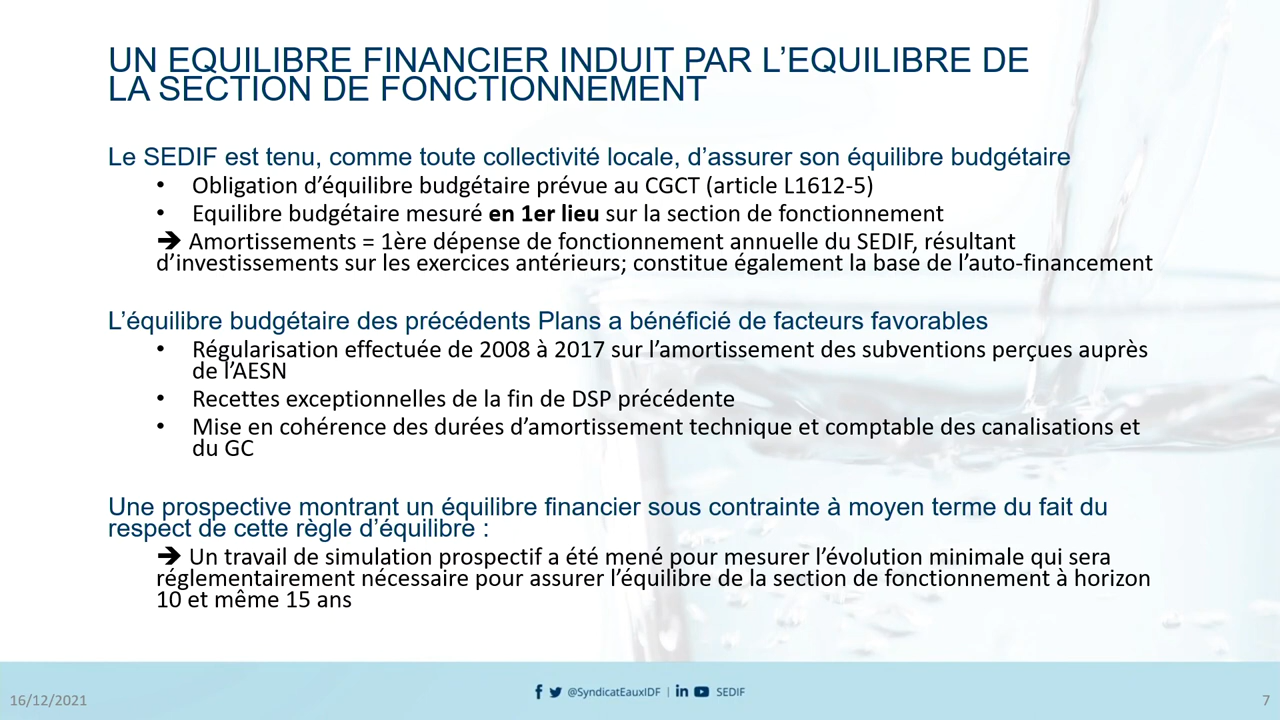 UN EQUILIBRE FINANCIER INDUIT PAR L’EQUILIBRE DE
LA SECTION DE FONCTIONNEMENT
Le SEDIF est tenu, comme toute collectivité locale, d’assurer son équilibre budgétaire
• Obligation d’équilibre budgétaire prévue au CGCT (article L1612-5)
• Equilibre budgétaire mesuré en 1er lieu sur la section de fonctionnement
➔ Amortissements = 1ère dépense de fonctionnement annuelle du SEDIF, résultant
d’investissements sur les exercices antérieurs; constitue également la base de l’auto-financement
L’équilibre budgétaire des précédents Plans a bénéficié de facteurs favorables
• Régularisation effectuée de 2008 à 2017 sur l’amortissement des subventions perçues auprès
de l’AESN
• Recettes exceptionnelles de la fin de DSP précédente
• Mise en cohérence des durées d’amortissement technique et comptable des canalisations et
du GC
Une prospective montrant un équilibre financier sous contrainte à moyen terme du fait du
respect de cette règle d’équilibre :
➔ Un travail de simulation prospectif a été mené pour mesurer l’évolution minimale qui sera
réglementairement nécessaire pour assurer l’équilibre de la section de fonctionnement à horizon
10 et même 15 ans
16/12/2021
@SyndicatEauxIDF | SEDIF
7